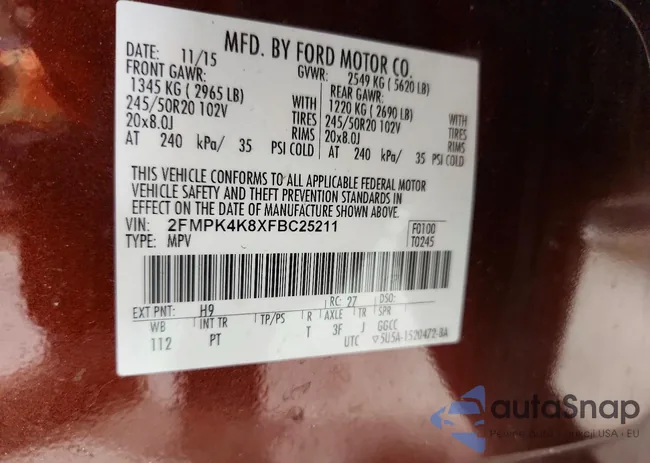 MFD. BY FORD MOTOR CO.
DATE: 11/15 GVWR: 2549 KG ( 5620 LB)
FRONT GAWR: REAR GAWR:
1345 KG ( 2965 LB) WITH 1220 KG ( 2690 LB) WITH
245/50R20 102V TIRES 245/50R20 102V TIRES
20x8.0J RIMS 20x8.0J RIMS
AT 240 kPa/ 35 PSI COLD AT 240 kPa/ 35 PSI COLD
THIS VEHICLE CONFORMS TO ALL APPLICABLE FEDERAL MOTOR
VEHICLE SAFETY AND THEFT PREVENTION STANDARDS IN
EFFECT ON THE DATE OF MANUFACTURE SHOWN ABOVE.
VIN: 2FMPK4K8XFBC25211 F0100
TYPE: MPV T0245
EXT PNT: H9 RC: 27 DSO:
WB INT TR TP/PS R AXLE TR SPR
112 PT T 3F J GGCC
UTC ▽5U5A-1520472-BA
autaSnap
USA • EU